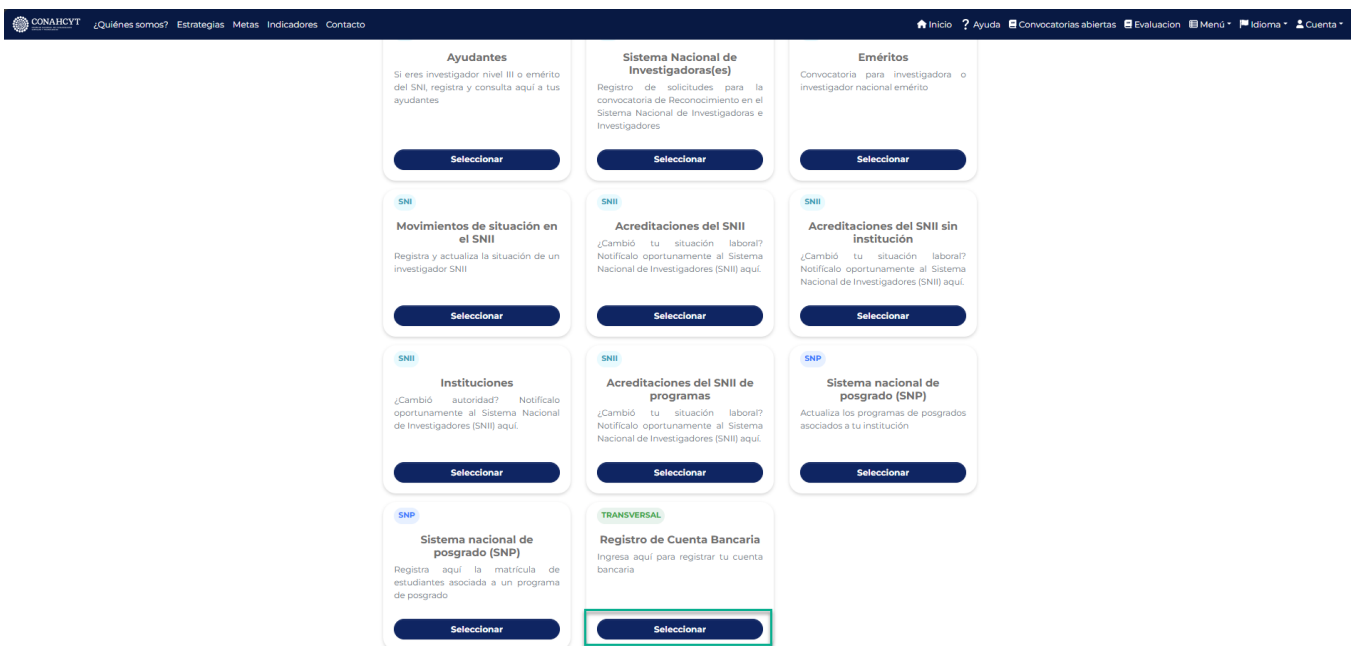 CONAHCYT ¿Quiénes somos? Estrategias Metas Indicadores Contacto Inicio ? Ayuda Convocatorias abiertas Evaluacion Menú Idioma Cuenta
Ayudantes
Si eres investigador nivel III o emérito
del SNI, registra y consulta aquí a tus
ayudantes
Seleccionar
Sistema Nacional de
Investigadoras(es)
Registro de solicitudes para la
convocatoria de Reconocimiento en el
Sistema Nacional de Investigadoras e
Investigadores
Seleccionar
Eméritos
Convocatoria para investigadora o
investigador nacional emérito
Seleccionar
SNI
Movimientos de situación en
el SNII
Registra y actualiza la situación de un
investigador SNII
Seleccionar
SNII
Acreditaciones del SNII
¿Cambió tu situación laboral?
Notifícalo oportunamente al Sistema
Nacional de Investigadores (SNII) aquí.
Seleccionar
SNII
Acreditaciones del SNII sin
institución
¿Cambió tu situación laboral?
Notifícalo oportunamente al Sistema
Nacional de Investigadores (SNII) aquí.
Seleccionar
SNII
Instituciones
¿Cambió autoridad? Notifícalo
oportunamente al Sistema Nacional
de Investigadores (SNII) aquí.
Seleccionar
SNII
Acreditaciones del SNII de
programas
¿Cambió tu situación laboral?
Notifícalo oportunamente al Sistema
Nacional de Investigadores (SNII) aquí.
Seleccionar
SNP
Sistema nacional de
posgrado (SNP)
Actualiza los programas de posgrados
asociados a tu institución
Seleccionar
SNP
Sistema nacional de
posgrado (SNP)
Registra aquí la matrícula de
estudiantes asociada a un programa
de posgrado
Seleccionar
TRANSVERSAL
Registro de Cuenta Bancaria
Ingresa aquí para registrar tu cuenta
bancaria
Seleccionar